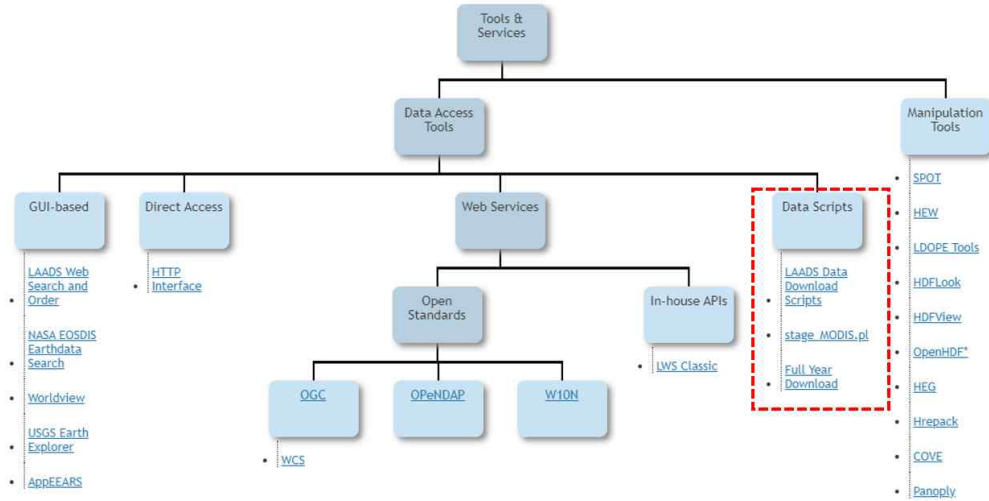 Tools &
Services
Data Access
Tools
Manipulation
Tools
GUI-based
Direct Access
Web Services
Data Scripts
LAADS Web
Search and
Order
NASA EOSDIS
Earthdata
Search
Worldview
USGS Earth
Explorer
AppEEARS
HTTP
Interface
Open
Standards
In-house APIs
OGC
OPeNDAP
W10N
WCS
LWS Classic
LAADS Data
Download
Scripts
stage_MODIS.pl
Full Year
Download
SPOT
HEW
LDOPE Tools
HDFLook
HDFView
OpenHDF*
HEG
Hrepack
COVE
Panoply